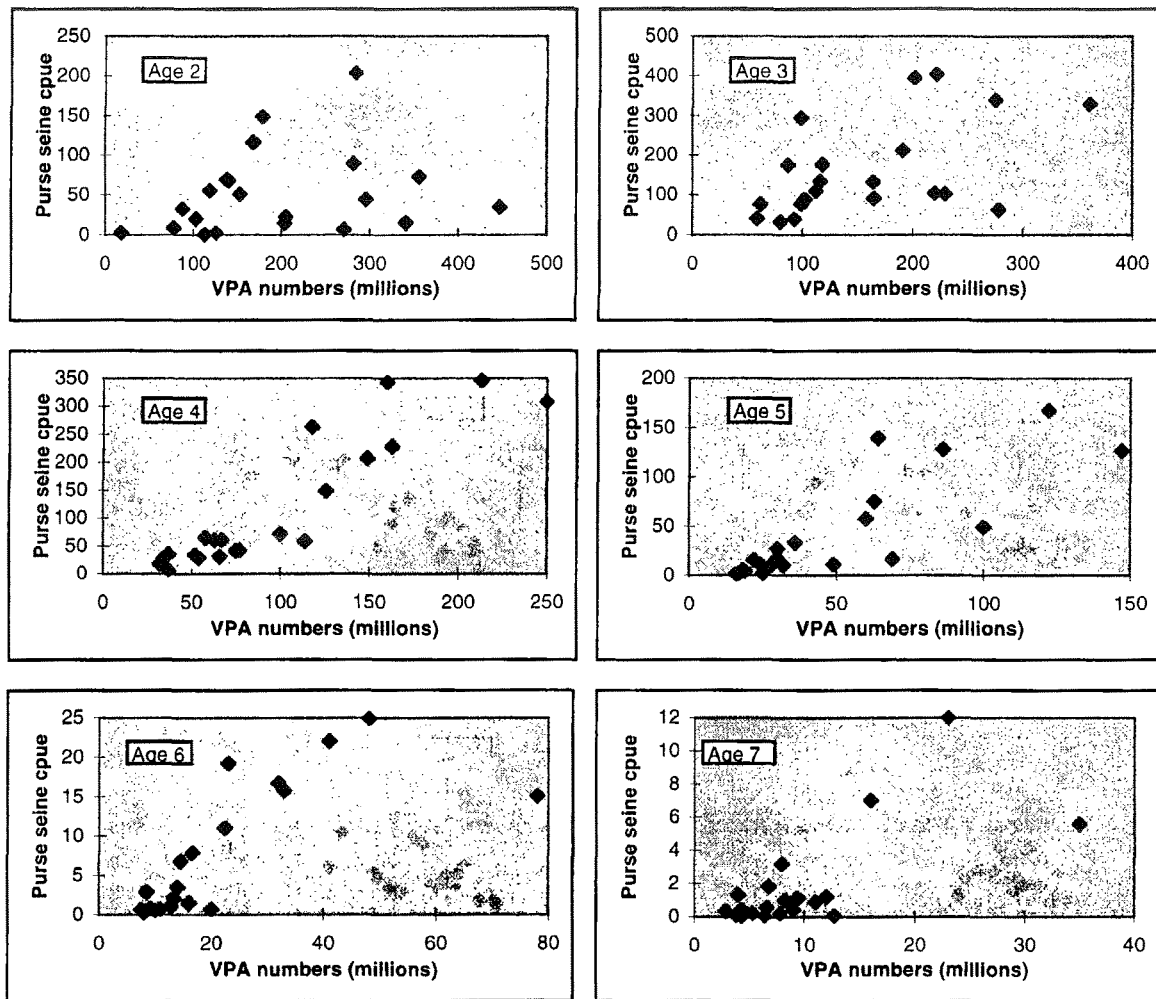 Age 2
Purse seine cpue
250
200
150
100
50
0
100 200 300 400 500
VPA numbers (millions)
Age 3
Purse seine cpue
500
400
300
200
100
0
0 100 200 300 400
VPA numbers (millions)
Age 4
Purse seine cpue
350
300
250
200
150
100
50
0
0 50 100 150 200 250
VPA numbers (millions)
Age 5
Purse seine cpue
200
150
100
50
0
0 50 100 150
VPA numbers (millions)
Age 6
Purse seine cpue
25
20
15
10
5
0
0 20 40 60 80
VPA numbers (millions)
Age 7
Purse seine cpue
12
10
8
6
4
2
0
0 10 20 30 40
VPA numbers (millions)